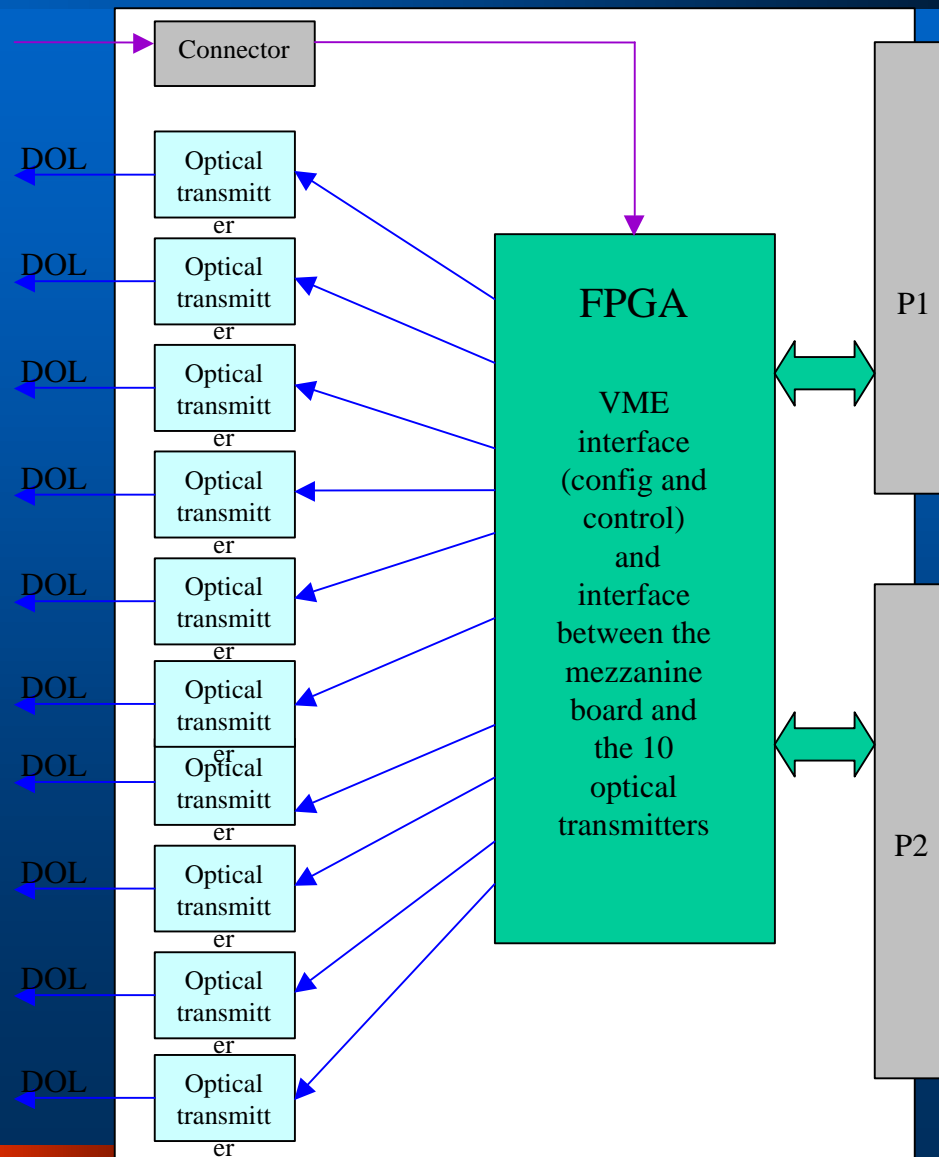 Connector
DOL
Optical
transmitt
er
DOL
Optical
transmitt
er
DOL
Optical
transmitt
er
DOL
Optical
transmitt
er
DOL
Optical
transmitt
er
DOL
Optical
transmitt
er
DOL
Optical
transmitt
er
DOL
Optical
transmitt
er
DOL
Optical
transmitt
er
DOL
Optical
transmitt
er
FPGA
VME
interface
(config and
control)
and
interface
between the
mezzanine
board and
the 10
optical
transmitters
P1
P2